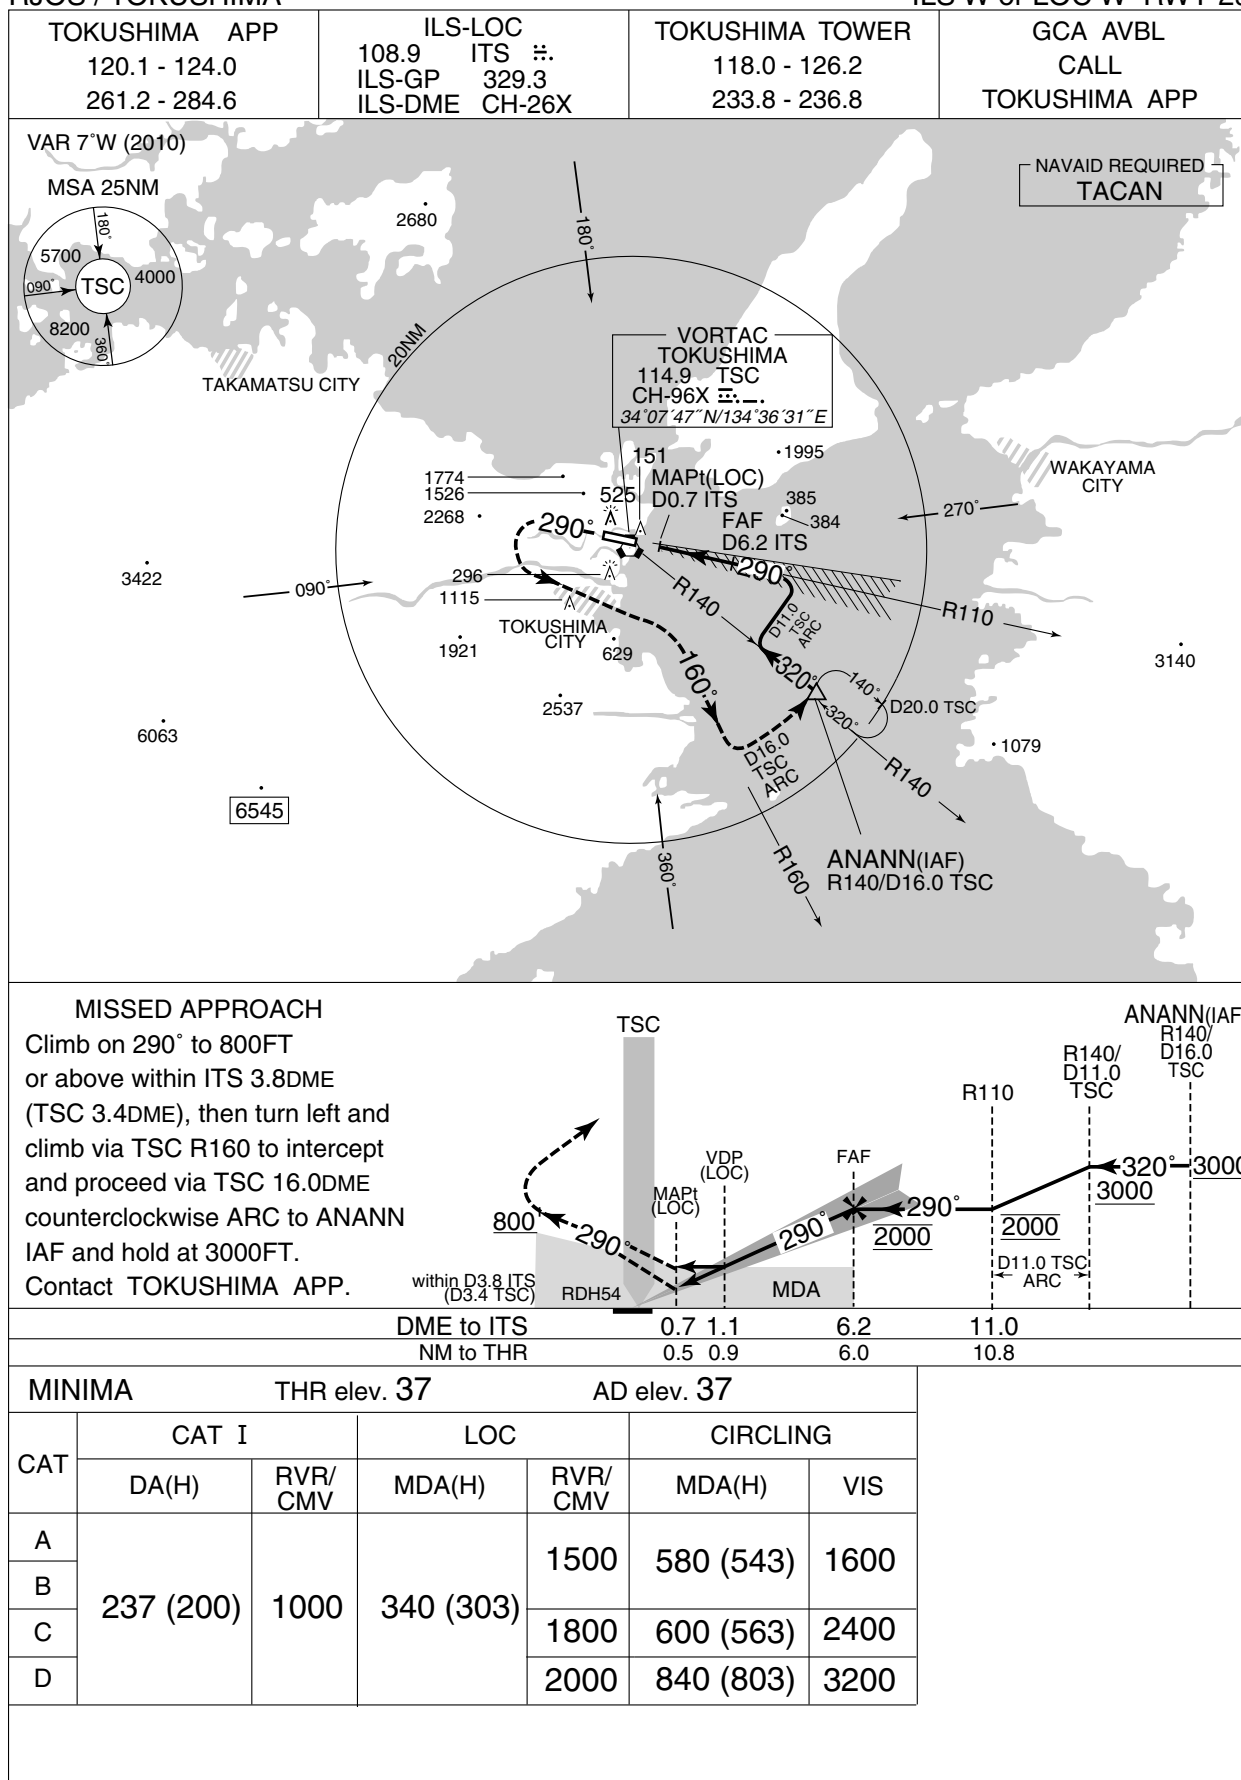 RJOS / TOKUSHIMA
ILS W or LOC W RWY
TOKUSHIMA APP
120.1 - 124.0
261.2 - 284.6
ILS-LOC
108.9 ITS
ILS-GP 329.3
ILS-DME CH-26X
TOKUSHIMA TOWER
118.0 - 126.2
233.8 - 236.8
GCA AVBL
CALL
TOKUSHIMA APP
VAR 7°W (2010)
MSA 25NM
180°
5700
4000
090°
TSC
8200
360°
NAVAID REQUIRED
TACAN
2680
180°
20NM
TAKAMATSU CITY
VORTAC
TOKUSHIMA
114.9 TSC
CH-96X
34°07´47˝N/134°36´31˝E
151
1995
MAPt(LOC)
D0.7 ITS
1774
1526
525
2268
290°
385
384
FAF
D6.2 ITS
WAKAYAMA
CITY
270°
3422
296
1115
090°
290°
R140
R110
D11.0
TSC
ARC
TOKUSHIMA
CITY
1921
629
3140
320°
140°
160°
320°
D20.0 TSC
2537
6063
D16.0
TSC
ARC
1079
6545
R140
360°
R160
ANANN(IAF)
R140/D16.0 TSC
MISSED APPROACH
Climb on 290° to 800FT
or above within ITS 3.8DME
(TSC 3.4DME), then turn left and
climb via TSC R160 to intercept
and proceed via TSC 16.0DME
counterclockwise ARC to ANANN
IAF and hold at 3000FT.
Contact TOKUSHIMA APP.
TSC
ANANN(IAF
R140/
D16.0
TSC
R140/
D11.0
TSC
R110
VDP
(LOC)
FAF
MAPt
(LOC)
320°
3000
3000
290°
2000
2000
800
290°
290°
D11.0 TSC
ARC
within D3.8 ITS
(D3.4 TSC)
RDH54
MDA
DME to ITS 0.7 1.1 6.2 11.0
NM to THR 0.5 0.9 6.0 10.8
MINIMA THR elev. 37 AD elev. 37
CAT
CAT I LOC CIRCLING
DA(H) RVR/CMV MDA(H) RVR/CMV MDA(H) VIS
A
B
C
D
237 (200) 1000 340 (303)
1500 580 (543) 1600
1800 600 (563) 2400
2000 840 (803) 3200